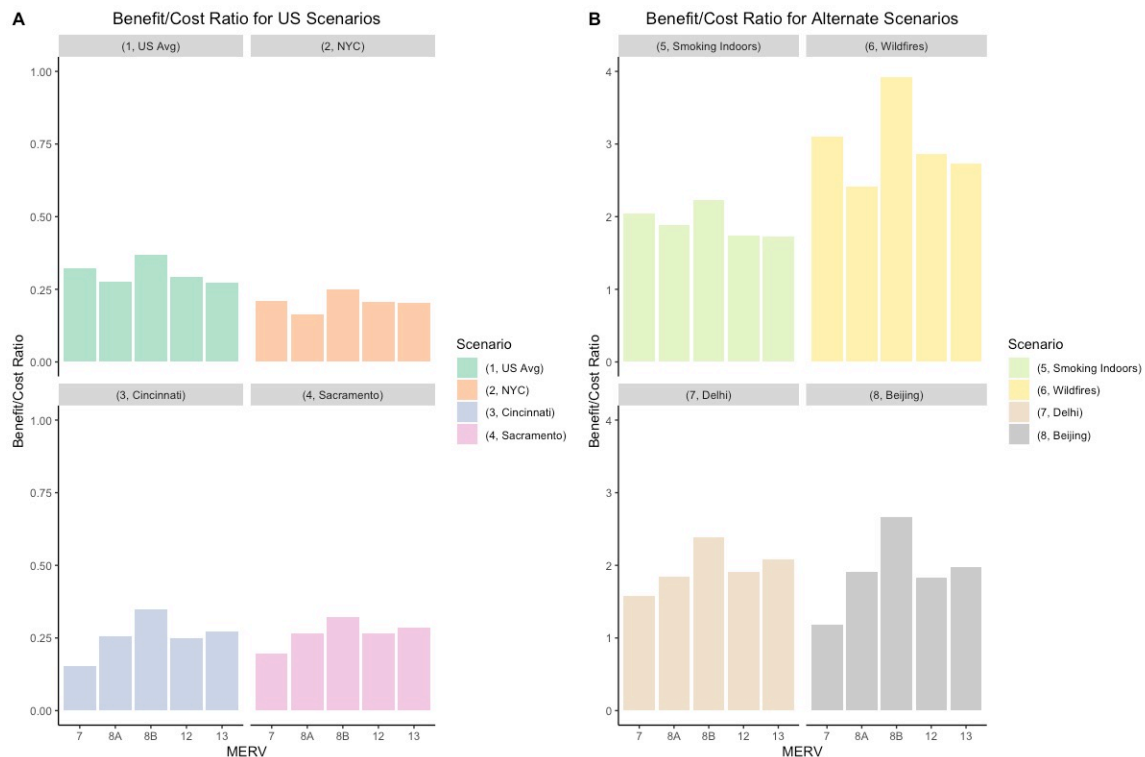 A
Benefit/Cost Ratio for US Scenarios
(1, US Avg)
(2, NYC)
1.00
0.75
0.50
0.25
0.00
(3, Cincinnati)
(4, Sacramento)
1.00
0.75
0.50
0.25
0.00
Benefit/Cost Ratio
7 8A 8B 12 13
7 8A 8B 12 13
MERV
Scenario
(1, US Avg)
(2, NYC)
(3, Cincinnati)
(4, Sacramento)
B
Benefit/Cost Ratio for Alternate Scenarios
(5, Smoking Indoors)
(6, Wildfires)
4
3
2
1
0
(7, Delhi)
(8, Beijing)
4
3
2
1
0
Benefit/Cost Ratio
7 8A 8B 12 13
7 8A 8B 12 13
MERV
Scenario
(5, Smoking Indoors)
(6, Wildfires)
(7, Delhi)
(8, Beijing)